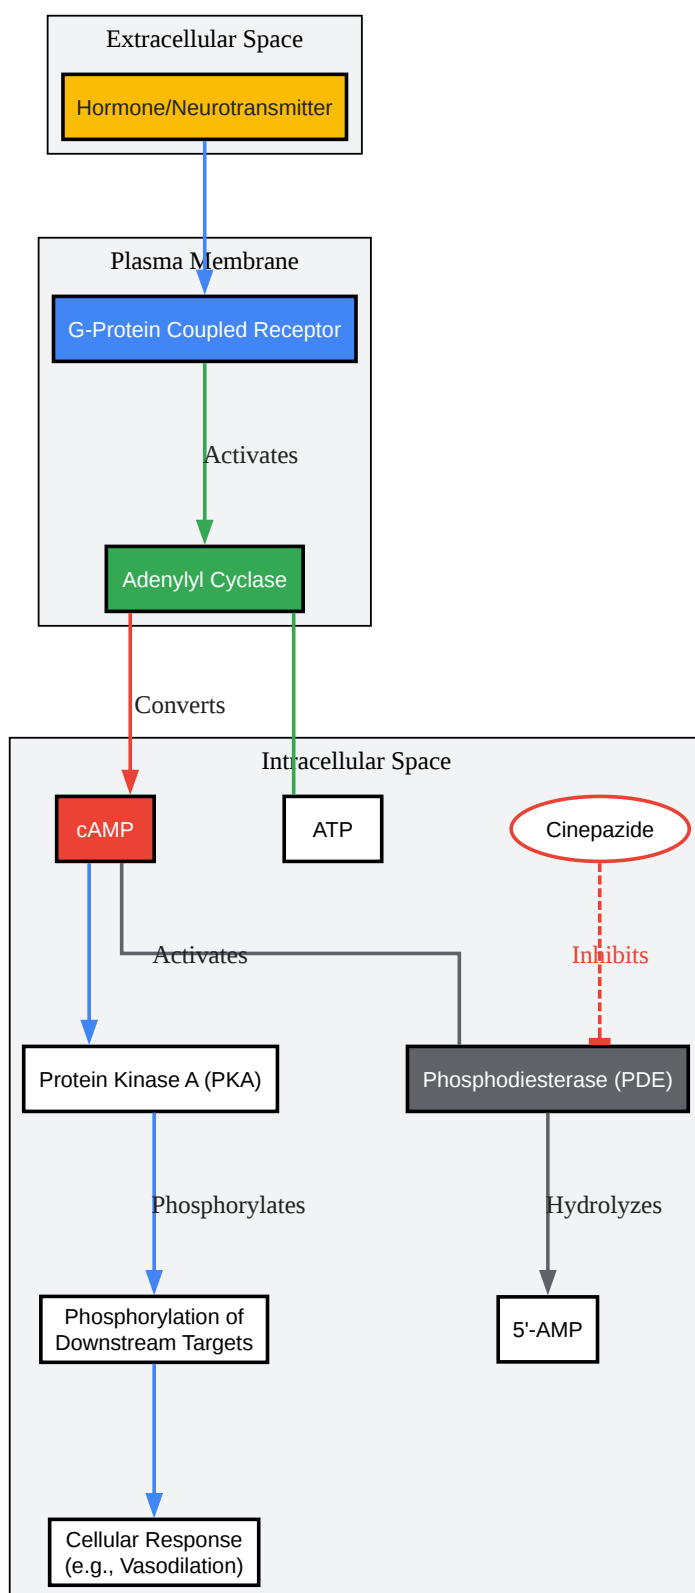 Extracellular Space
Hormone/Neurotransmitter
Plasma Membrane
G-Protein Coupled Receptor
Activates
Adenylyl Cyclase
Converts
Intracellular Space
cAMP
ATP
Cinepazide
Activates
Inhibits
Protein Kinase A (PKA)
Phosphodiesterase (PDE)
Phosphorylates
Hydrolyzes
Phosphorylation of
Downstream Targets
5'-AMP
Cellular Response
(e.g., Vasodilation)